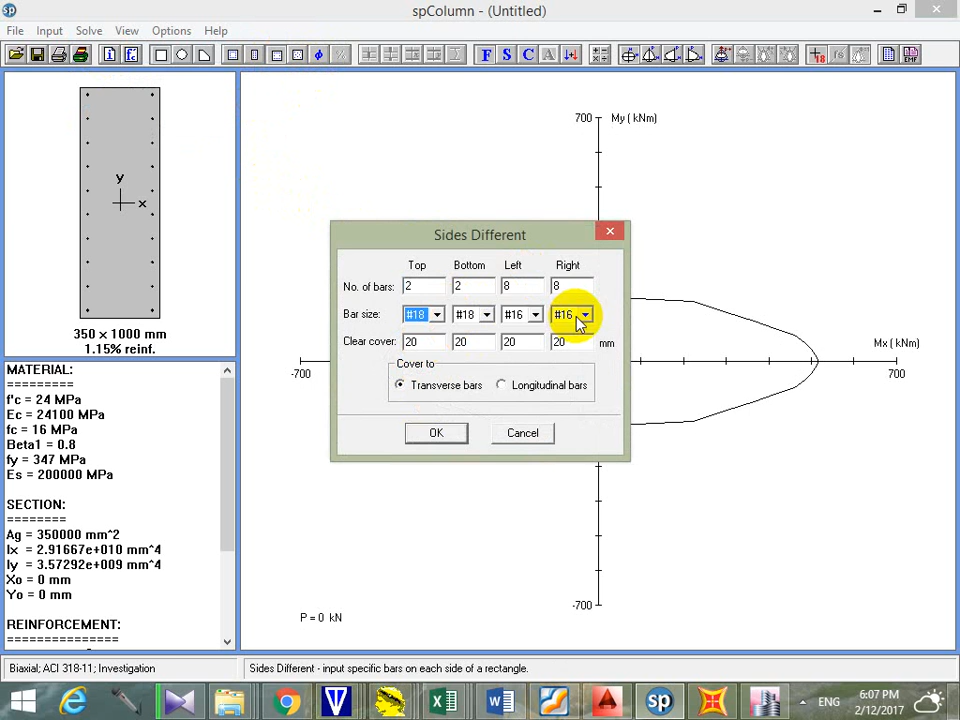 spColumn - (Untitled)
File Input Solve View Options Help
350 x 1000 mm
1.15% reinf.
y
x
MATERIAL:
=========
f'c = 24 MPa
Ec = 24100 MPa
fc = 16 MPa
Beta1 = 0.8
fy = 347 MPa
Es = 200000 MPa
SECTION:
========
Ag = 350000 mm^2
Ix = 2.91667e+010 mm^4
Iy = 3.57292e+009 mm^4
Xo = 0 mm
Yo = 0 mm
REINFORCEMENT:
==============
700 My ( kNm)
Mx ( kNm)
-700
700
-700
P = 0 kN
Sides Different
Top Bottom Left Right
No. of bars: 2 2 8 8
Bar size: #18 #18 #16 #16
Clear cover: 20 20 20 20 mm
Cover to
Transverse bars Longitudinal bars
OK Cancel
Biaxial; ACI 318-11; Investigation
Sides Different - input specific bars on each side of a rectangle.
ENG
6:07 PM
2/12/2017